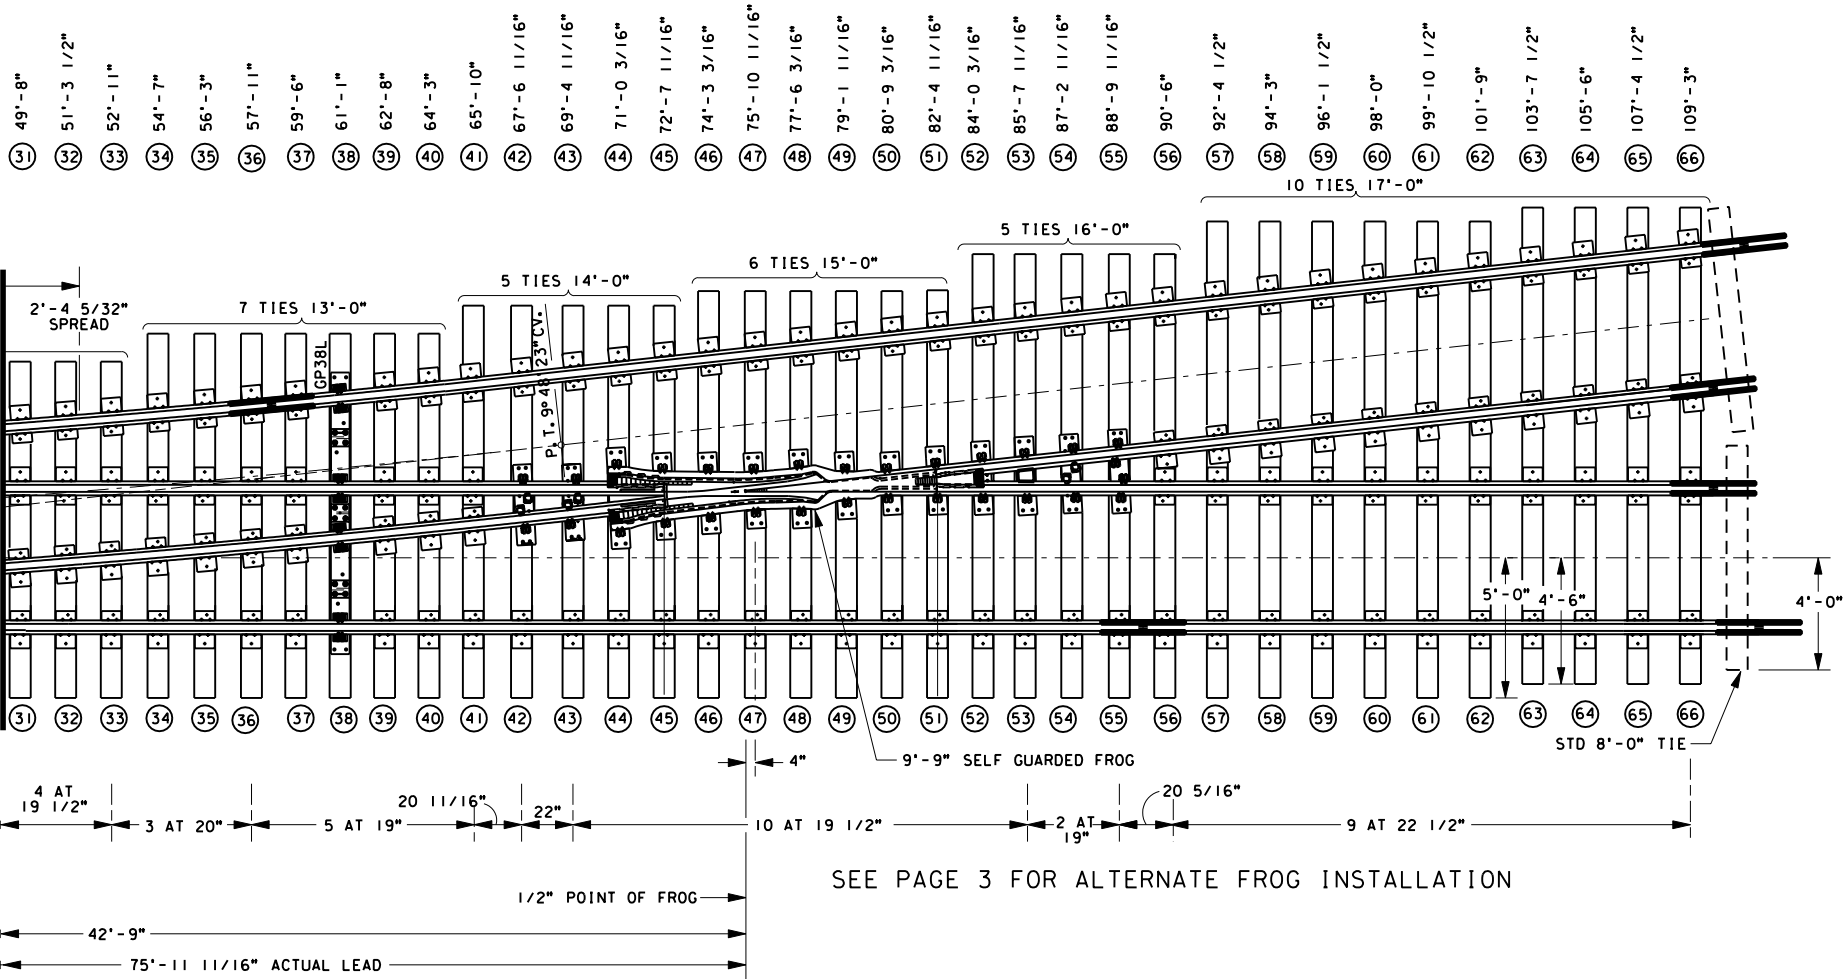 49'-8"
51'-3 1/2"
52'-11"
54'-7"
56'-3"
57'-11"
59'-6"
61'-1"
62'-8"
64'-3"
65'-10"
67'-6 11/16"
69'-4 11/16"
71'-0 3/16"
72'-7 11/16"
74'-3 3/16"
75'-10 11/16"
77'-6 3/16"
79'-1 11/16"
80'-9 3/16"
82'-4 11/16"
84'-0 3/16"
85'-7 11/16"
87'-2 11/16"
88'-9 11/16"
90'-6"
92'-4 1/2"
94'-3"
96'-1 1/2"
98'-0"
99'-10 1/2"
101'-9"
103'-7 1/2"
105'-6"
107'-4 1/2"
109'-3"
31 32 33 34 35 36 37 38 39 40 41 42 43 44 45 46 47 48 49 50 51 52 53 54 55 56 57 58 59 60 61 62 63 64 65 66
10 TIES 17'-0"
5 TIES 16'-0"
6 TIES 15'-0"
5 TIES 14'-0"
7 TIES 13'-0"
2'-4 5/32"
SPREAD
GP38L
P.T. 9° 48' 23" CV.
5'-0"
4'-6"
4'-0"
31 32 33 34 35 36 37 38 39 40 41 42 43 44 45 46 47 48 49 50 51 52 53 54 55 56 57 58 59 60 61 62 63 64 65 66
STD 8'-0" TIE
4"
9'-9" SELF GUARDED FROG
4 AT
19 1/2"
3 AT 20"
5 AT 19"
20 11/16"
22"
10 AT 19 1/2"
2 AT
19"
20 5/16"
9 AT 22 1/2"
SEE PAGE 3 FOR ALTERNATE FROG INSTALLATION
1/2" POINT OF FROG
42'-9"
75'-11 11/16" ACTUAL LEAD